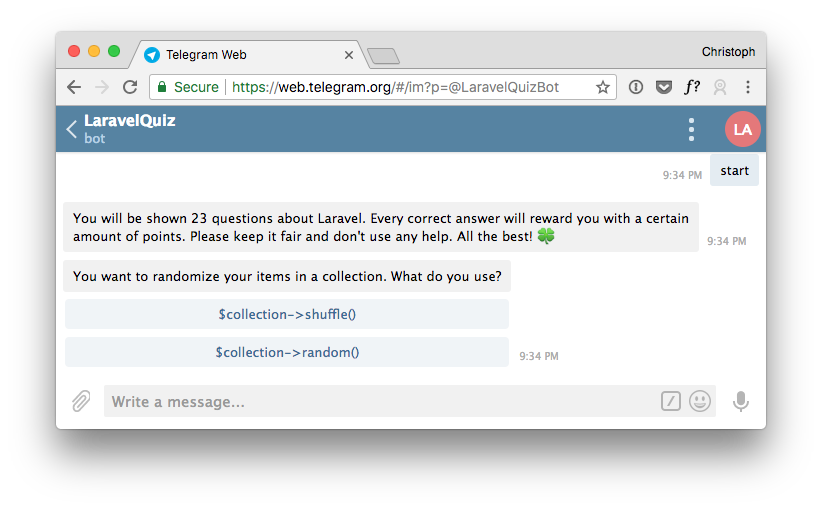 Telegram Web
Christoph
Secure
https://web.telegram.org/#/im?p=@LaravelQuizBot
f?
LaravelQuiz
bot
LA
9:34 PM
start
You will be shown 23 questions about Laravel. Every correct answer will reward you with a certain
amount of points. Please keep it fair and don't use any help. All the best! 🍀
9:34 PM
You want to randomize your items in a collection. What do you use?
$collection->shuffle()
$collection->random()
9:34 PM
Write a message...